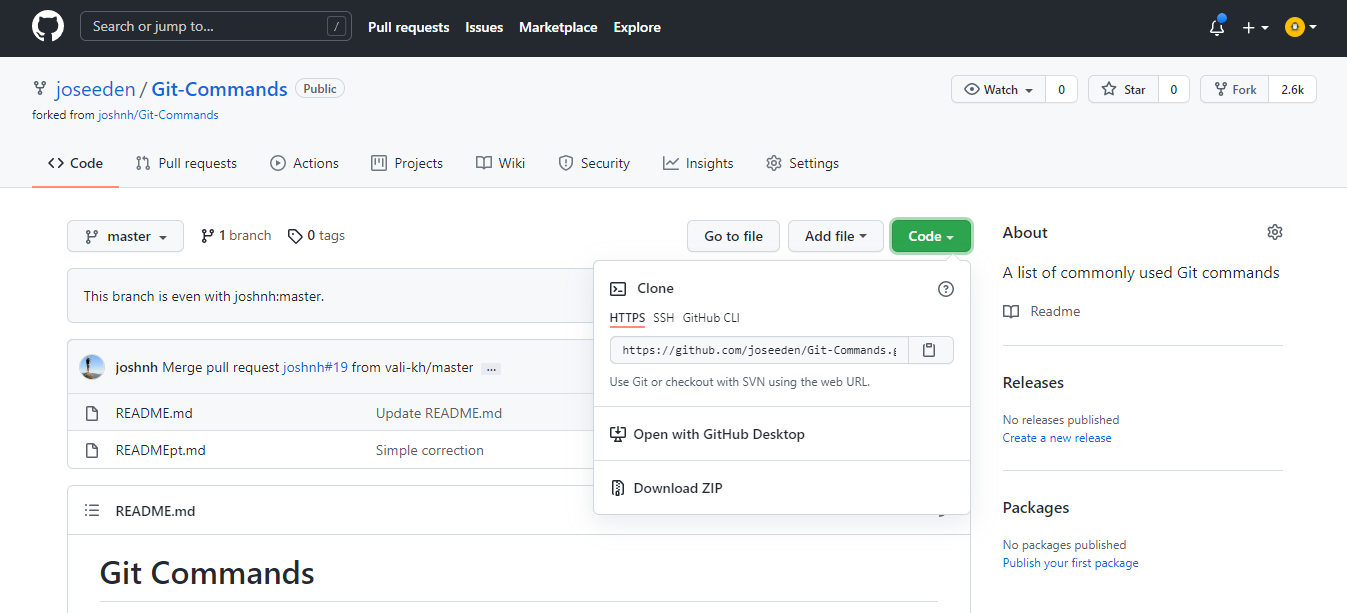 Search or jump to... /
Pull requests Issues Marketplace Explore
joseeden / Git-Commands Public
forked from joshnh/Git-Commands
Watch 0 Star 0 Fork 2.6k
Code Pull requests Actions Projects Wiki Security Insights Settings
master 1 branch 0 tags Go to file Add file Code
This branch is even with joshnh:master.
joshnh Merge pull request joshnh#19 from vali-kh/master ...
README.md Update README.md
READMEpt.md Simple correction
README.md
Git Commands
Clone
HTTPS SSH GitHub CLI
https://github.com/joseeden/Git-Commands.
Use Git or checkout with SVN using the web URL.
Open with GitHub Desktop
Download ZIP
About
A list of commonly used Git commands
Readme
Releases
No releases published
Create a new release
Packages
No packages published
Publish your first package